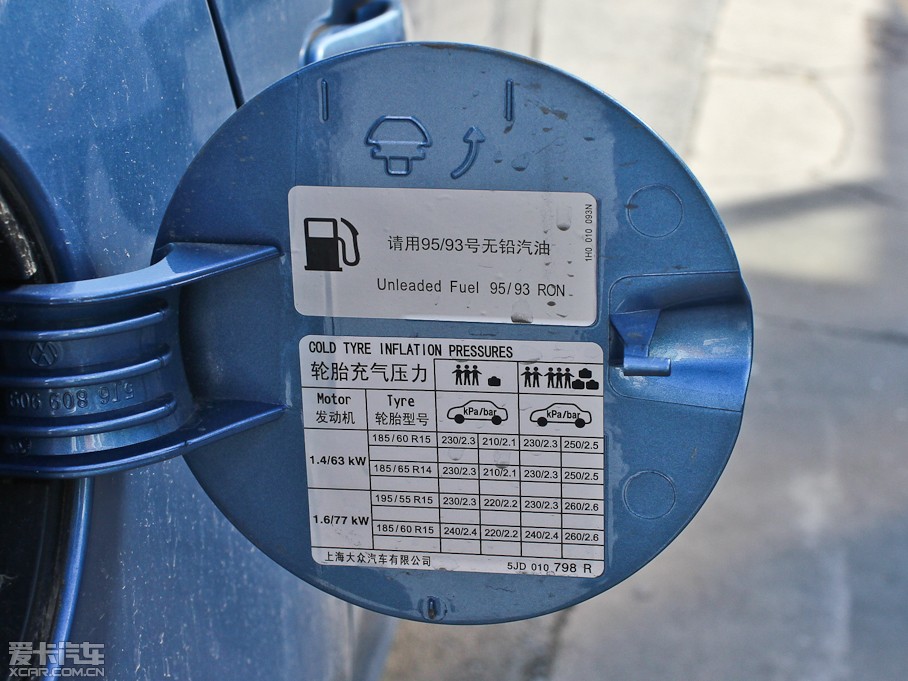 请用95/93号无铅汽油
Unleaded Fuel 95/93 RON
1H0 010 093N
COLD TYRE INFLATION PRESSURES
轮胎充气压力
Motor 发动机 Tyre 轮胎型号 kPa/bar kPa/bar
1.4/63 kW
185/60 R15 230/2.3 210/2.1 230/2.3 250/2.5
185/65 R14 230/2.3 210/2.1 230/2.3 250/2.5
1.6/77 kW
195/55 R15 230/2.3 220/2.2 230/2.3 260/2.6
185/60 R15 240/2.4 220/2.2 240/2.4 260/2.6
上海大众汽车有限公司 5JD 010 798 R
爱卡汽车
XCAR.COM.CN